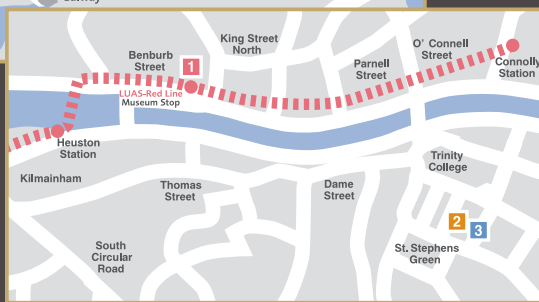 King Street
North
O' Connell
Street
Benburb
Street
1
Parnell
Street
Connolly
Station
LUAS-Red Line
Museum Stop
Heuston
Station
Trinity
College
Kilmainham
Thomas
Street
Dame
Street
2
3
South
Circular
Road
St. Stephens
Green